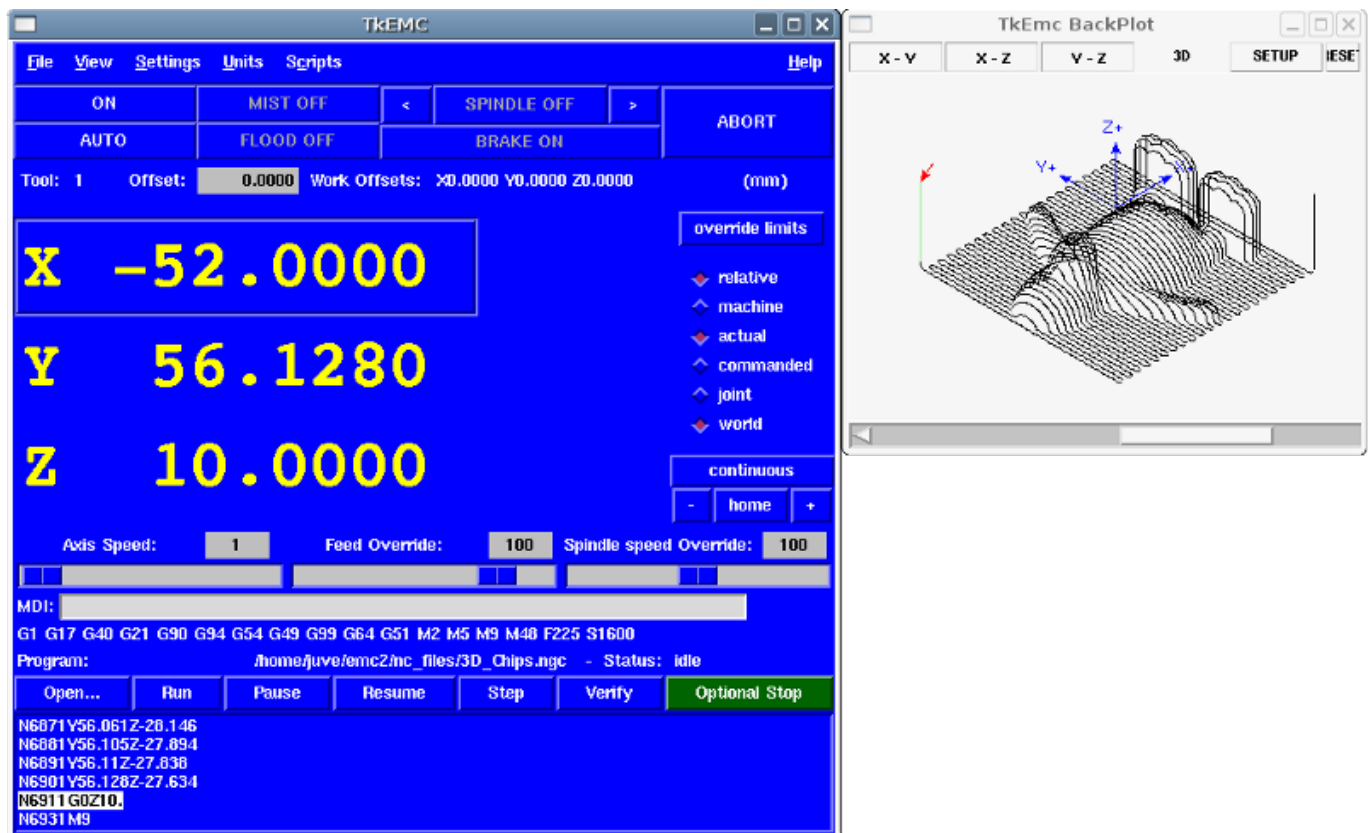 TkEMC
File View Settings Units Scripts Help
ON MIST OFF < SPINDLE OFF > ABORT
AUTO FLOOD OFF BRAKE ON
Tool: 1 Offset: 0.0000 Work Offsets: X0.0000 Y0.0000 Z0.0000 (mm)
override limits
X -52.0000
relative
machine
Y 56.1280
actual
commanded
joint
world
Z 10.0000
continuous
- home +
Axis Speed: 1 Feed Override: 100 Spindle speed Override: 100
MDI:
G1 G17 G40 G21 G90 G94 G54 G49 G99 G64 G51 M2 M5 M9 M48 F225 S1600
Program: /home/juve/emc2/nc_files/3D_Chips.ngc - Status: idle
Open... Run Pause Resume Step Verify Optional Stop
N6871Y56.061Z-28.146
N6881Y56.105Z-27.894
N6891Y56.11Z-27.838
N6901Y56.128Z-27.634
N6911G0Z10.
N6931M9
TkEmc BackPlot
X - Y X - Z Y - Z 3D SETUP RESET
Z+
Y+ X+